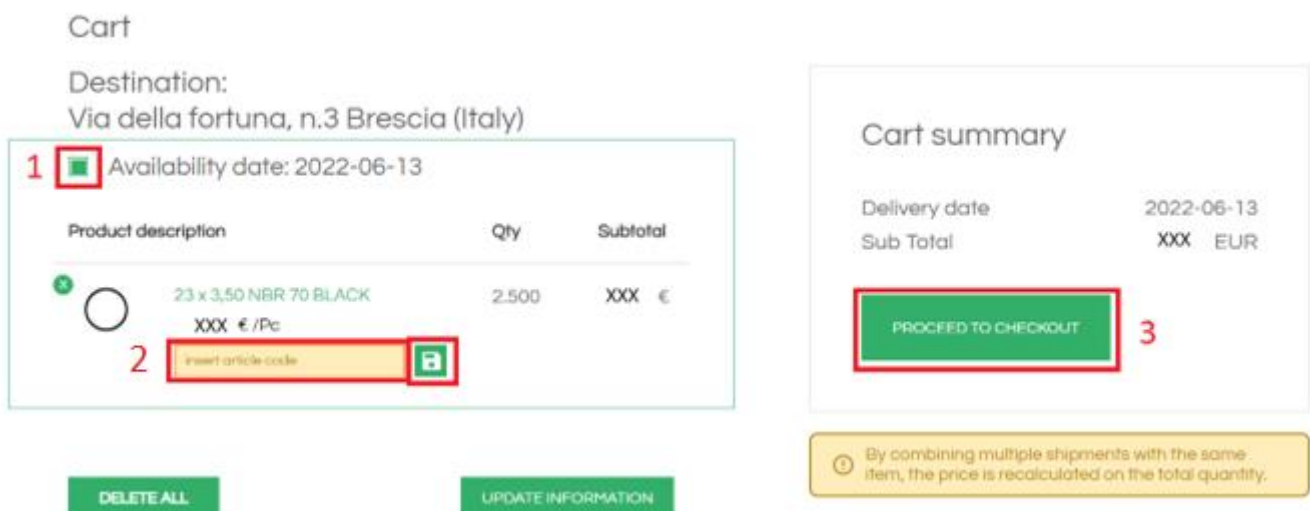 Cart
Destination:
Via della fortuna, n.3 Brescia (Italy)
1
Availability date: 2022-06-13
Product description Qty Subtotal
x
23 x 3,50 NBR 70 BLACK 2.500 XXX €
XXX € /Pc
2
insert article code
DELETE ALL
UPDATE INFORMATION
Cart summary
Delivery date 2022-06-13
Sub Total XXX EUR
PROCEED TO CHECKOUT
3
By combining multiple shipments with the same
item, the price is recalculated on the total quantity.